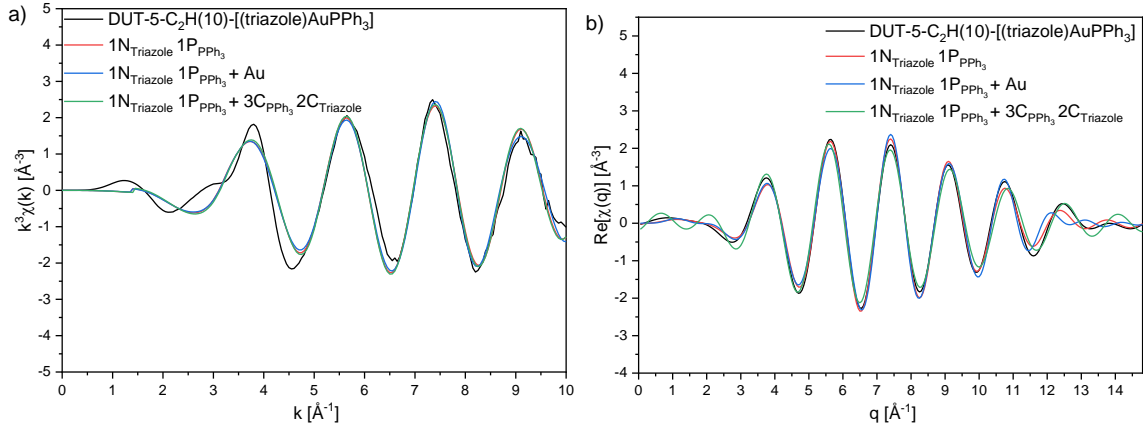 a)
DUT-5-C₂H(10)-[(triazole)AuPPh₃]
1N_Triazole 1P_PPh₃
1N_Triazole 1P_PPh₃ + Au
1N_Triazole 1P_PPh₃ + 3C_PPh₃ 2C_Triazole
k³χ(k) [Å⁻³]
5
4
3
2
1
0
-1
-2
-3
-4
-5
0 1 2 3 4 5 6 7 8 9 10
k [Å⁻¹]
b)
DUT-5-C₂H(10)-[(triazole)AuPPh₃]
1N_Triazole 1P_PPh₃
1N_Triazole 1P_PPh₃ + Au
1N_Triazole 1P_PPh₃ + 3C_PPh₃ 2C_Triazole
Re[χ(q)] [Å⁻³]
5
4
3
2
1
0
-1
-2
-3
-4
0 1 2 3 4 5 6 7 8 9 10 11 12 13 14
q [Å⁻¹]